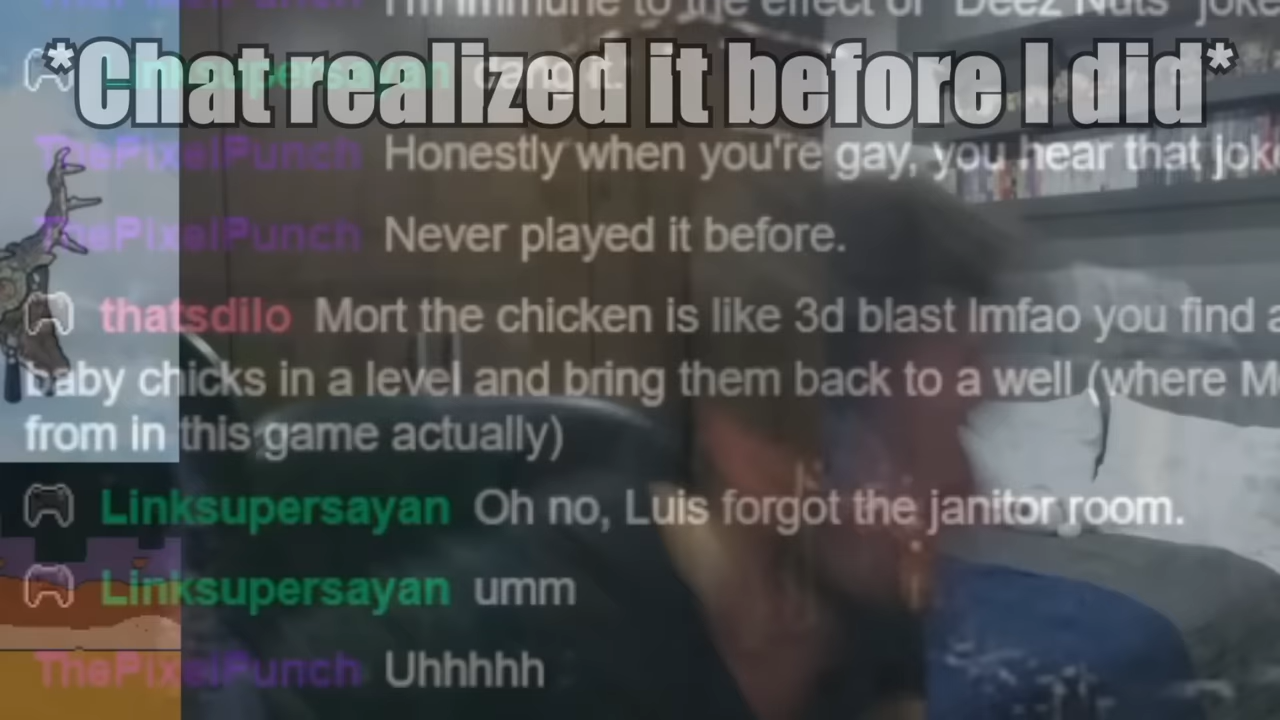 ThePixelPunch I'm immune to the effect of "Deez Nuts" joke
*Chat realized it before I did*
Linksupersayan
ThePixelPunch Honestly when you're gay, you hear that joke
ThePixelPunch Never played it before.
thatsdilo Mort the chicken is like 3d blast lmfao you find a
baby chicks in a level and bring them back to a well (where M
from in this game actually)
Linksupersayan Oh no, Luis forgot the janitor room.
Linksupersayan umm
ThePixelPunch Uhhhhh